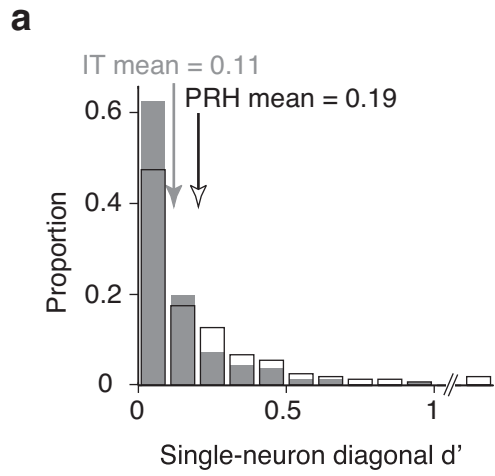 a
IT mean = 0.11
PRH mean = 0.19
0.6
0.4
0.2
0
Proportion
0
0.5
1
Single-neuron diagonal d’